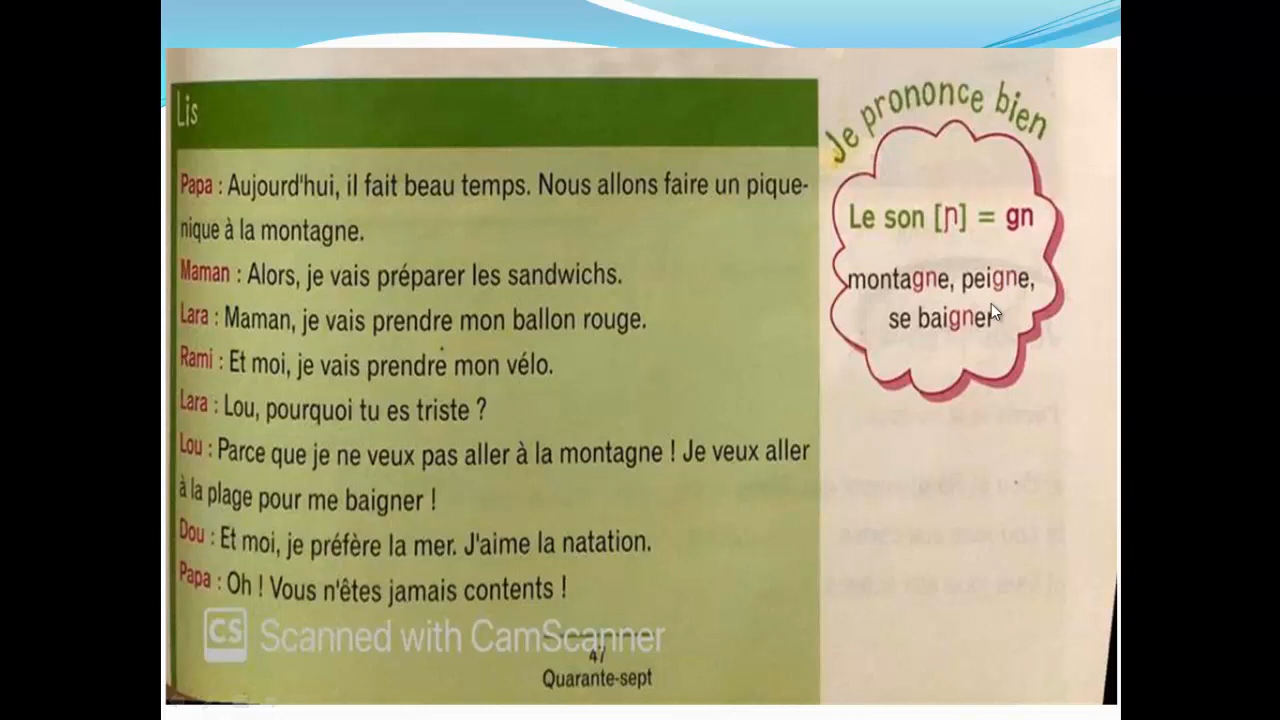 Lis
Papa : Aujourd'hui, il fait beau temps. Nous allons faire un pique-
nique à la montagne.
Maman : Alors, je vais préparer les sandwichs.
Lara : Maman, je vais prendre mon ballon rouge.
Rami : Et moi, je vais prendre mon vélo.
Lara : Lou, pourquoi tu es triste ?
Lou : Parce que je ne veux pas aller à la montagne ! Je veux aller
à la plage pour me baigner !
Dou : Et moi, je préfère la mer. J'aime la natation.
Papa : Oh ! Vous n'êtes jamais contents !
CS Scanned with CamScanner
47
Quarante-sept
Je prononce bien
Le son [ɲ] = gn
montagne, peigne,
se baigner